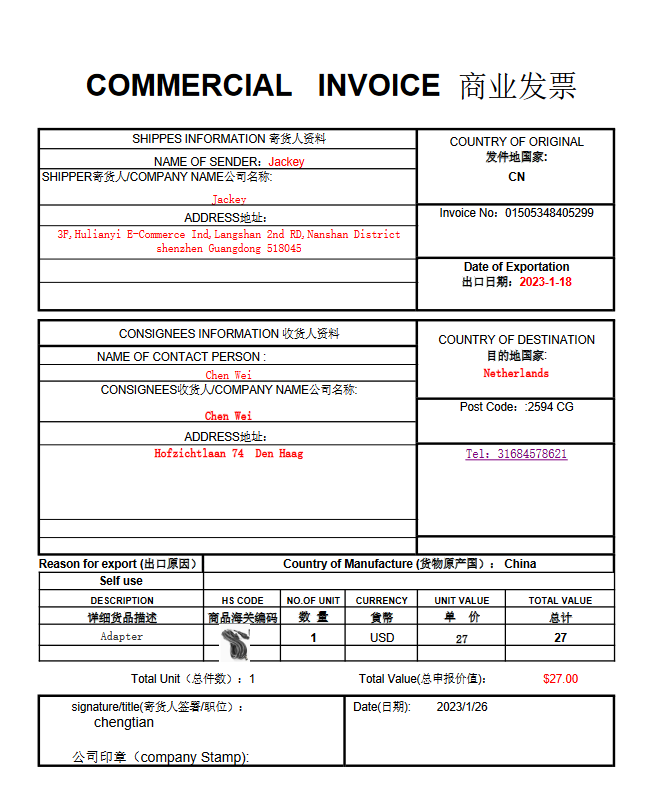 COMMERCIAL INVOICE 商业发票
SHIPPES INFORMATION 寄货人资料
NAME OF SENDER：Jackey
SHIPPER寄货人/COMPANY NAME公司名称:
Jackey
ADDRESS地址:
3F,Hulianyi E-Commerce Ind,Langshan 2nd RD,Nanshan District
shenzhen Guangdong 518045
COUNTRY OF ORIGINAL
发件地国家:
CN
Invoice No：01505348405299
Date of Exportation
出口日期：2023-1-18
CONSIGNEES INFORMATION 收货人资料
NAME OF CONTACT PERSON :
Chen Wei
CONSIGNEES收货人/COMPANY NAME公司名称:
Chen Wei
ADDRESS地址:
Hofzichtlaan 74 Den Haag
COUNTRY OF DESTINATION
目的地国家:
Netherlands
Post Code：:2594 CG
Tel：31684578621
Reason for export (出口原因） Country of Manufacture (货物原产国）： China
Self use
DESCRIPTION HS CODE NO.OF UNIT CURRENCY UNIT VALUE TOTAL VALUE
详细货品描述 商品海关编码 数 量 货幣 单 价 总计
Adapter 1 USD 27 27
Total Unit（总件数）: 1 Total Value(总申报价值): $27.00
signature/title(寄货人签署/职位）:
chengtian
公司印章（company Stamp):
Date(日期): 2023/1/26